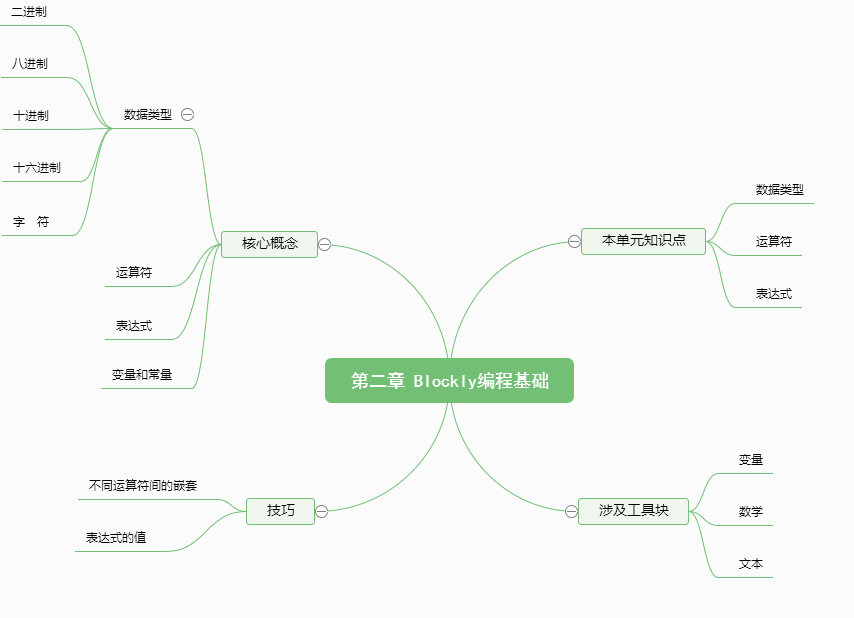 第二章 Blockly编程基础
本单元知识点
数据类型
运算符
表达式
涉及工具块
变量
数学
文本
核心概念
数据类型
二进制
八进制
十进制
十六进制
字 符
运算符
表达式
变量和常量
技巧
不同运算符间的嵌套
表达式的值